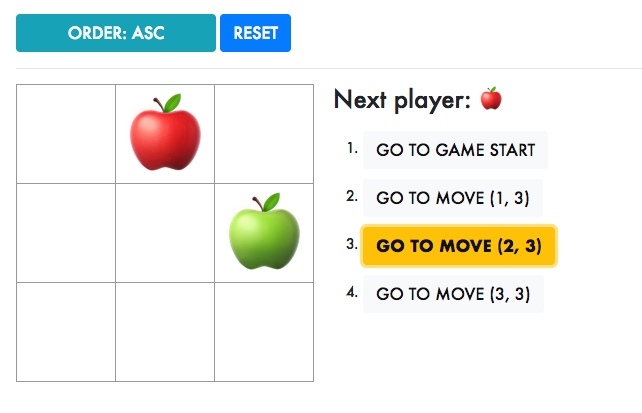 ORDER: ASC RESET
Next player:
1. GO TO GAME START
2. GO TO MOVE (1, 3)
3. GO TO MOVE (2, 3)
4. GO TO MOVE (3, 3)